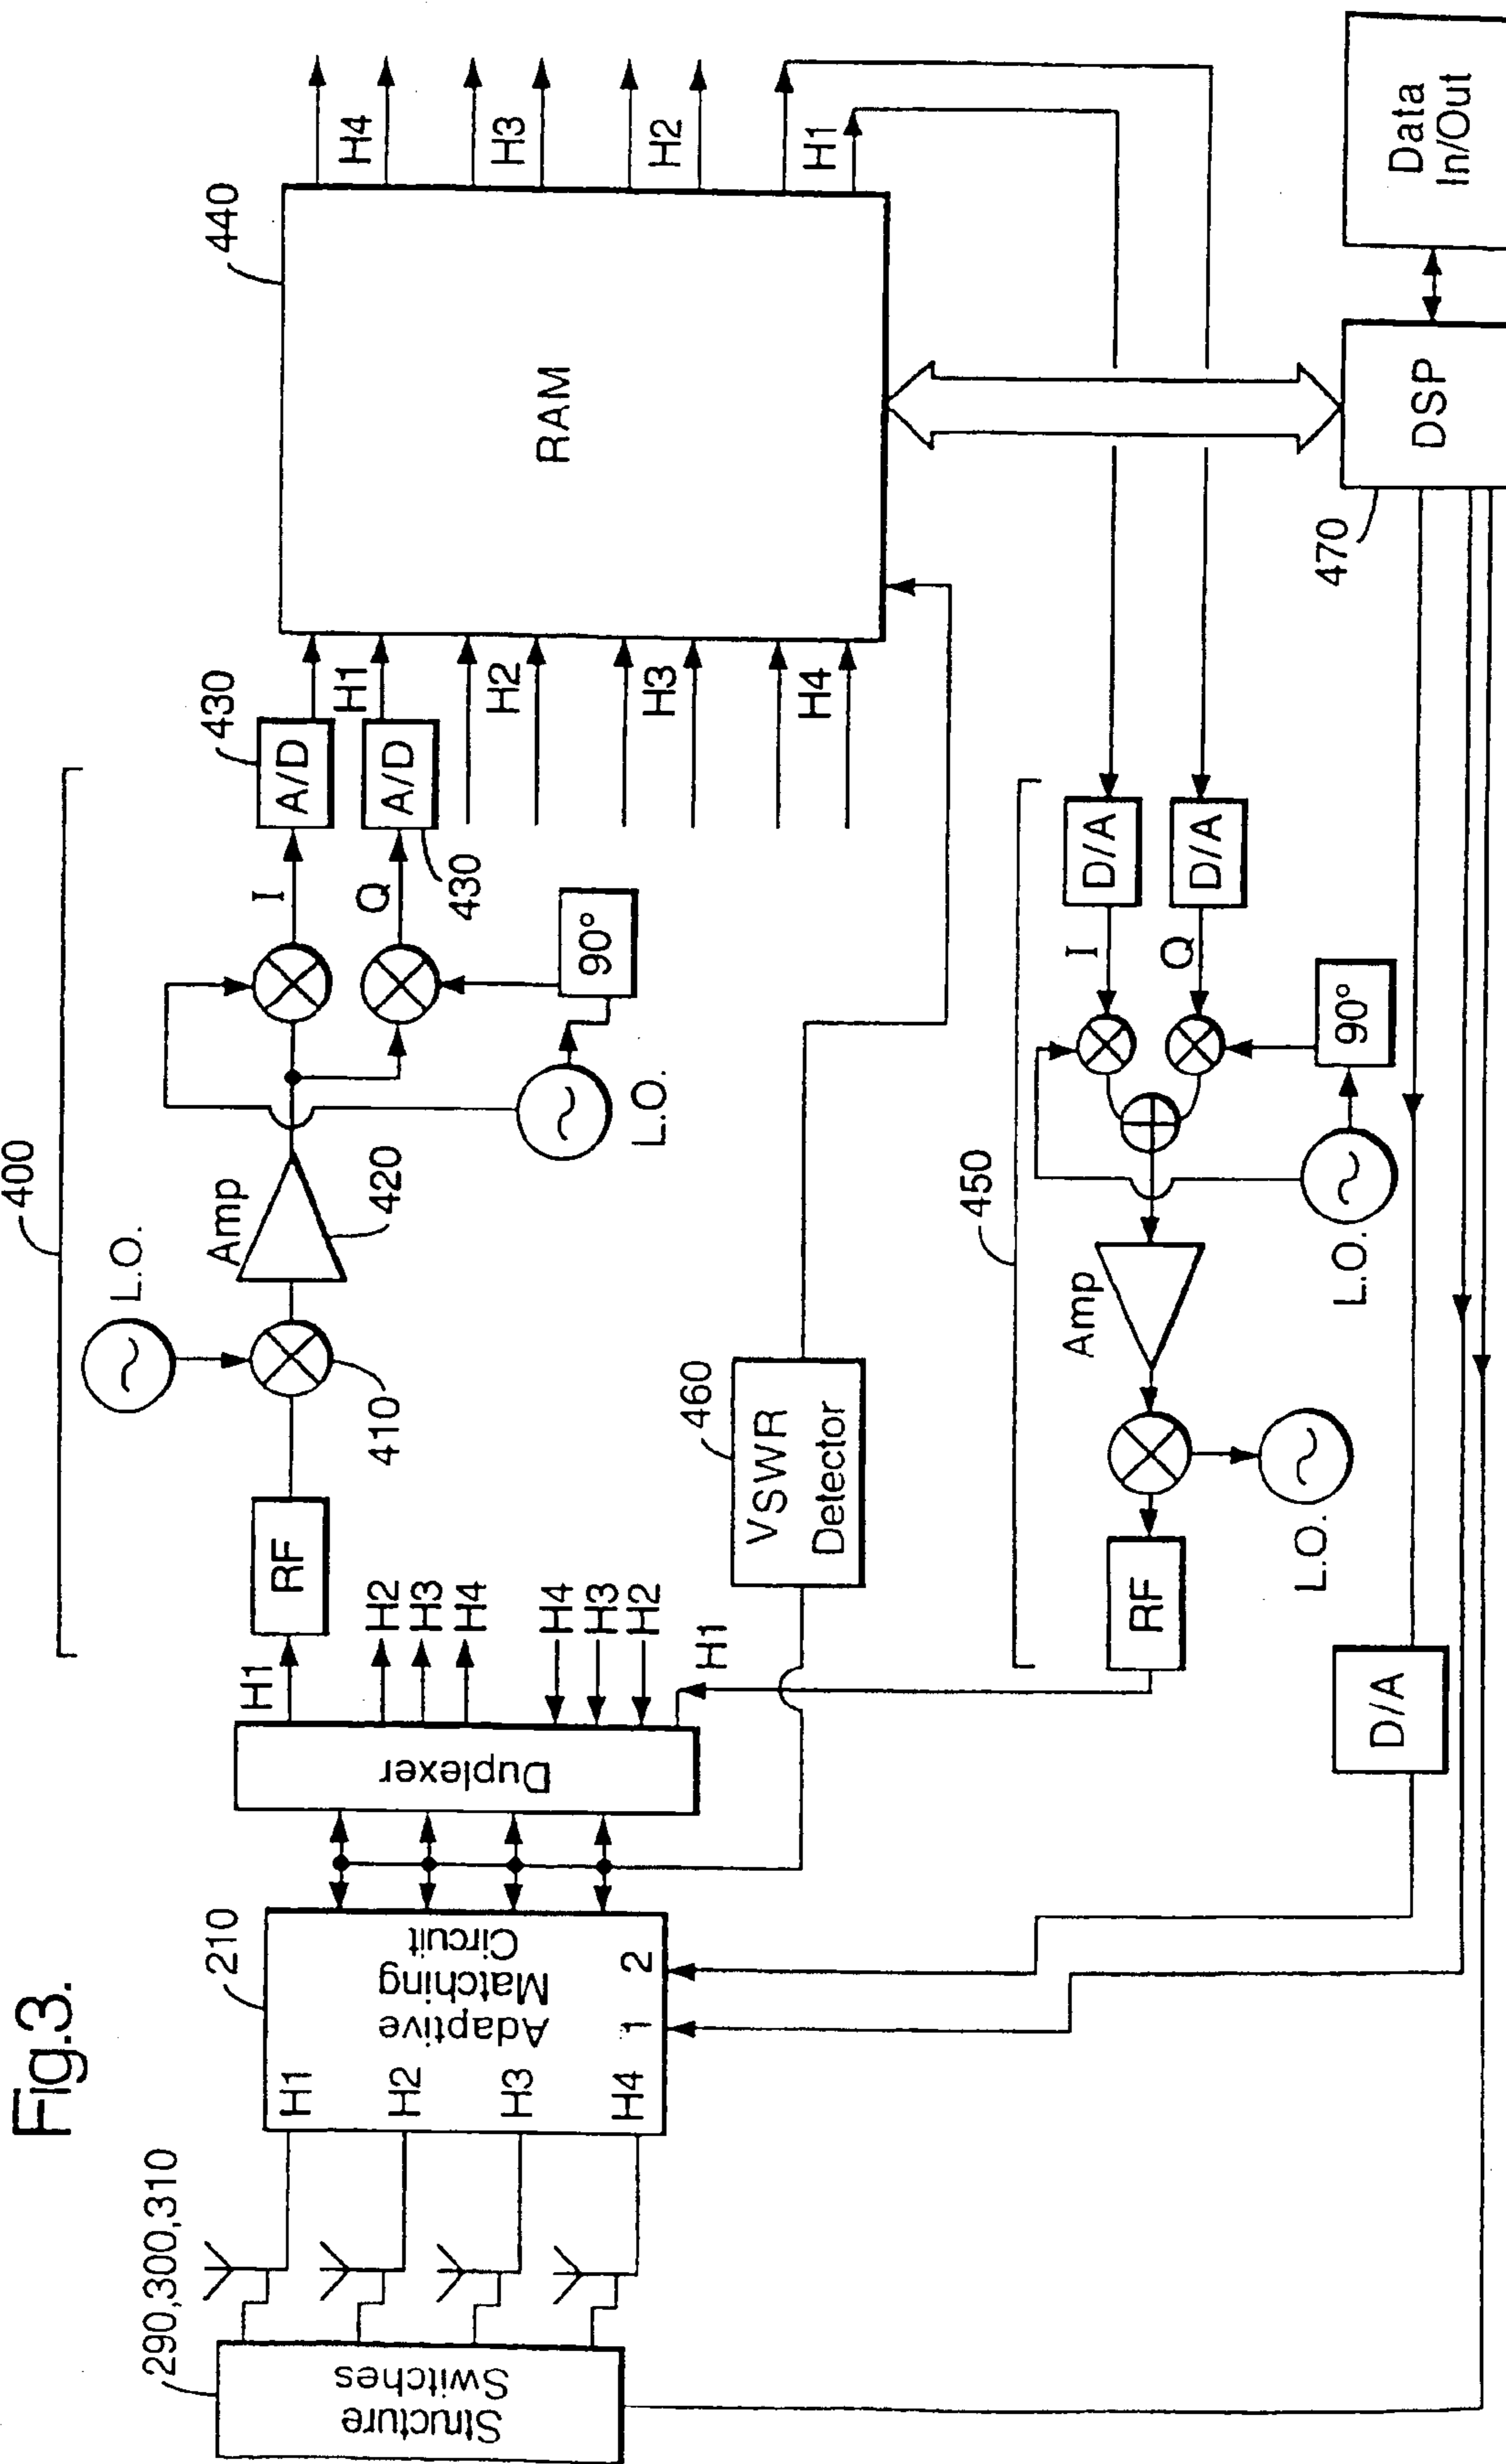 Fig.3.
290,300,310
Structure
Switches
210
H1
H2
H3
H4
Adaptive
Matching
Circuit
1
2
Duplexer
H1
H2
H3
H4
H4
H3
H2
H1
400
RF
L.O.
410
Amp
420
I
Q
L.O.
90°
A/D
430
A/D
430
H1
H2
H3
H4
440
RAM
H4
H3
H2
H1
460
VSWR
Detector
450
RF
L.O.
Amp
I
Q
L.O.
90°
D/A
D/A
D/A
470
DSP
Data
In/Out